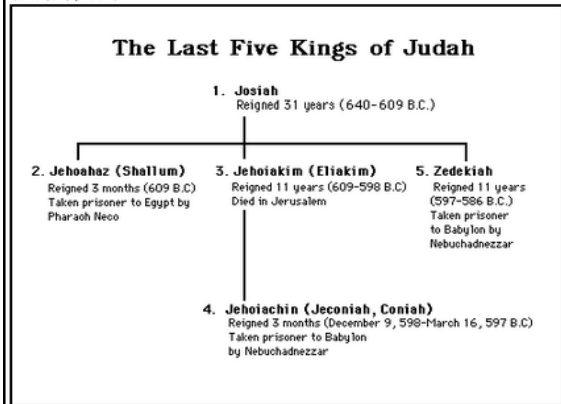 The Last Five Kings of Judah
1. Josiah
Reigned 31 years (640-609 B.C.)
2. Jehoahaz (Shallum)
Reigned 3 months (609 B.C)
Taken prisoner to Egypt by
Pharaoh Neco
3. Jehoiakim (Eliakim)
Reigned 11 years (609-598 B.C)
Died in Jerusalem
5. Zedekiah
Reigned 11 years
(597-586 B.C.)
Taken prisoner
to Babylon by
Nebuchadnezzar
4. Jehoiachin (Jeconiah, Coniah)
Reigned 3 months (December 9, 598-March 16, 597 B.C)
Taken prisoner to Babylon
by Nebuchadnezzar